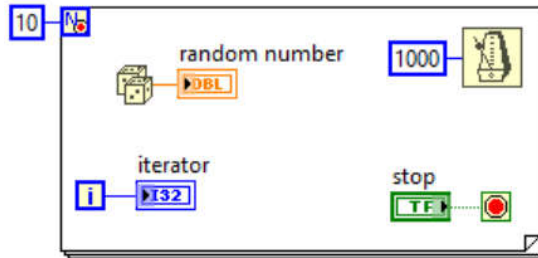 10 N
random number
1000
DBL
iterator
i I32
stop
TF